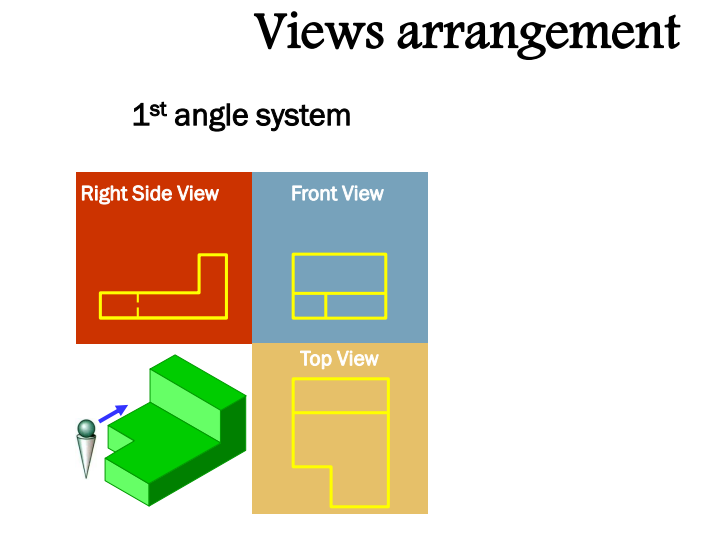 Views arrangement
1st angle system
Right Side View
Front View
Top View